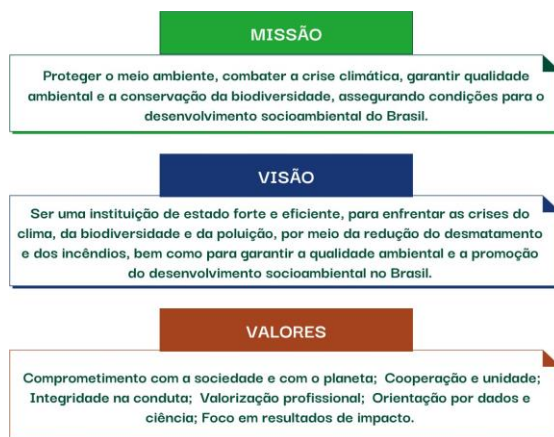 MISSÃO
Proteger o meio ambiente, combater a crise climática, garantir qualidade
ambiental e a conservação da biodiversidade, assegurando condições para o
desenvolvimento socioambiental do Brasil.
VISÃO
Ser uma instituição de estado forte e eficiente, para enfrentar as crises do
clima, da biodiversidade e da poluição, por meio da redução do desmatamento
e dos incêndios, bem como para garantir a qualidade ambiental e a promoção
do desenvolvimento socioambiental no Brasil.
VALORES
Comprometimento com a sociedade e com o planeta; Cooperação e unidade;
Integridade na conduta; Valorização profissional; Orientação por dados e
ciência; Foco em resultados de impacto.